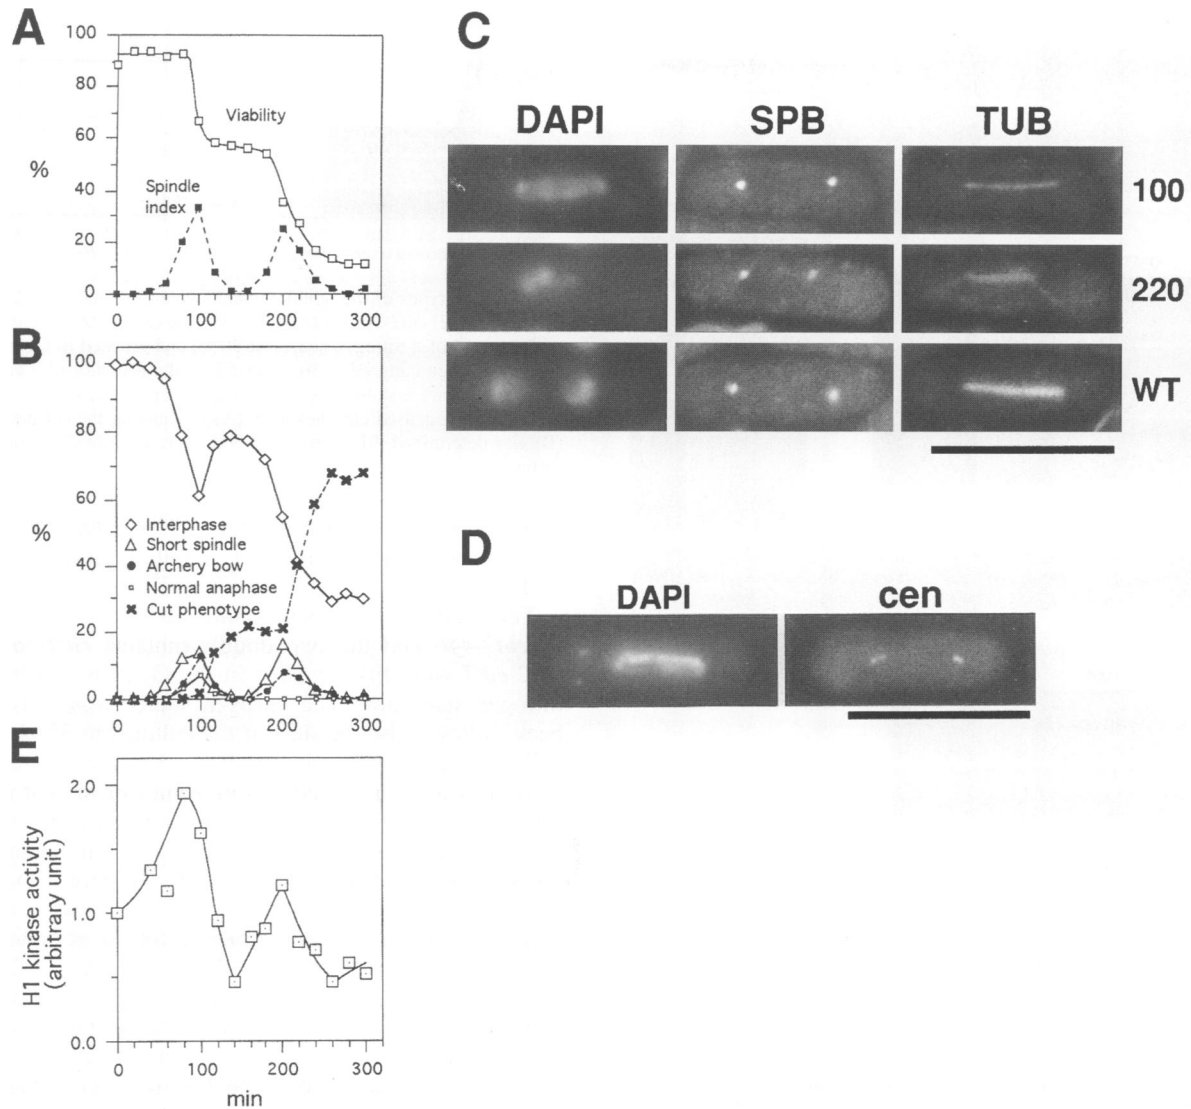 A
100
80
60
40
20
0
%
Viability
Spindle
index
0 100 200 300
B
100
80
60
40
20
0
%
Interphase
Short spindle
Archery bow
Normal anaphase
Cut phenotype
0 100 200 300
C
DAPI SPB TUB
100
220
WT
D
DAPI cen
E
2.0
1.0
0.0
H1 kinase activity
(arbitrary unit)
0 100 200 300
min